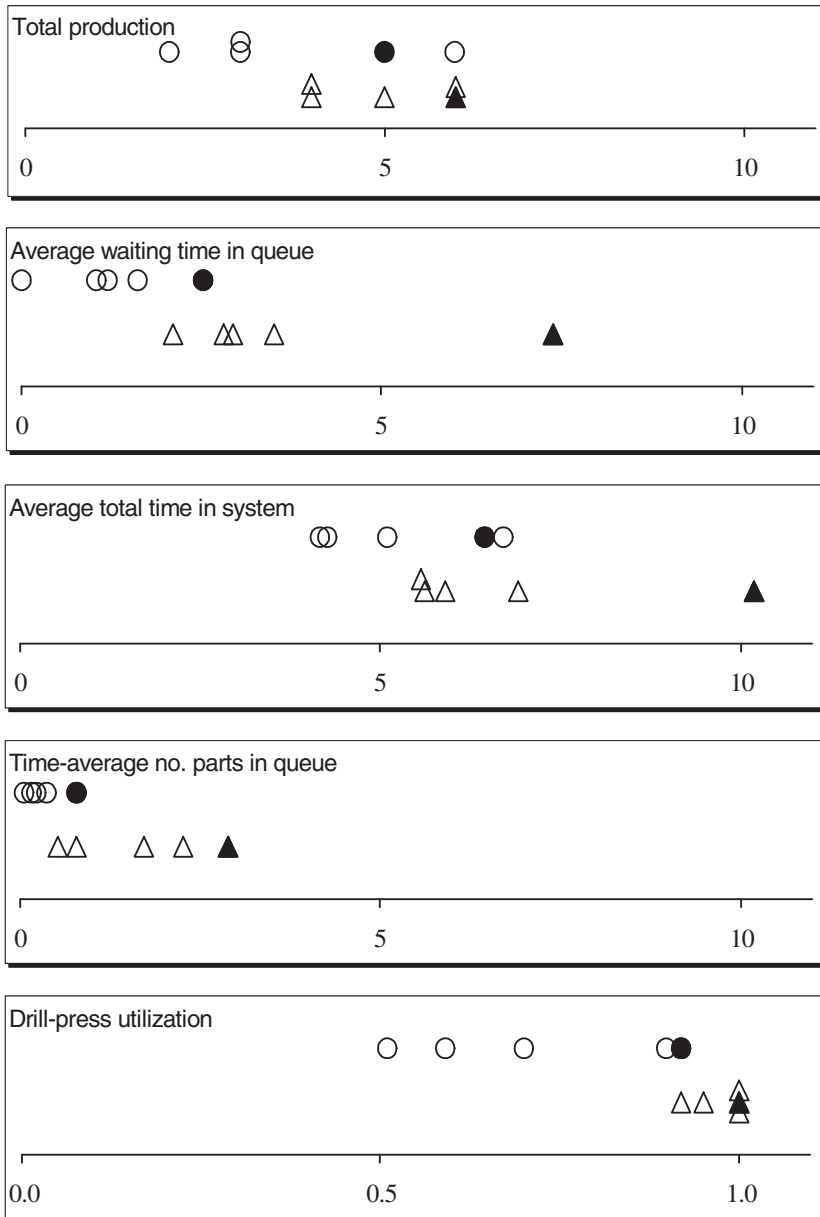 Total production
0 5 10
Average waiting time in queue
0 5 10
Average total time in system
0 5 10
Time-average no. parts in queue
0 5 10
Drill-press utilization
0.0 0.5 1.0